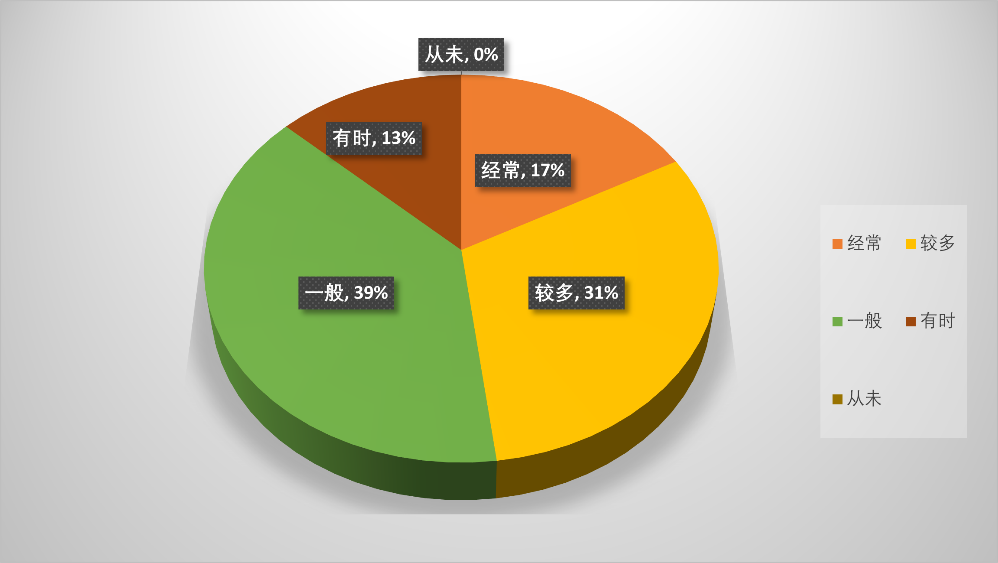 从未, 0%
有时, 13%
经常, 17%
一般, 39%
较多, 31%
经常 较多
一般 有时
从未